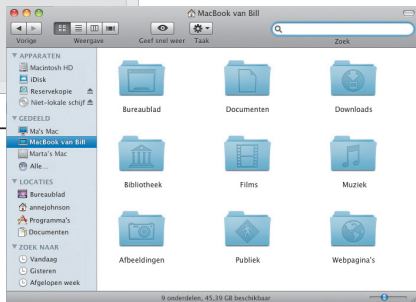 MacBook van Bill
Vorige Weergave Geef snel weer Taak Zoek
APPARATEN
Macintosh HD
iDisk
Reservekopie
Niet-lokale schijf
GEDEELD
Ma's Mac
MacBook van Bill
Marta's Mac
Alle...
LOCATIES
Bureaublad
annejohnson
Programma's
Documenten
ZOEK NAAR
Vandaag
Gisteren
Afgelopen week
Bureaublad Documenten Downloads
Bibliotheek Films Muziek
Afbeeldingen Publiek Webpagina's
9 onderdelen, 45,39 GB beschikbaar